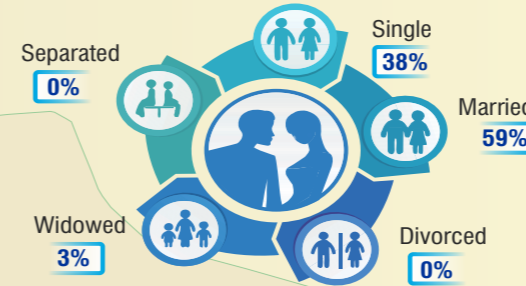 Single
38%
Separated
0%
Married
59%
Widowed
3%
Divorced
0%